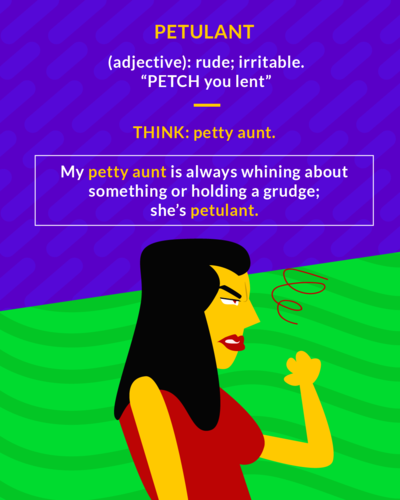 PETULANT
(adjective): rude; irritable.
“PETCH you lent”
THINK: petty aunt.
My petty aunt is always whining about
something or holding a grudge;
she’s petulant.